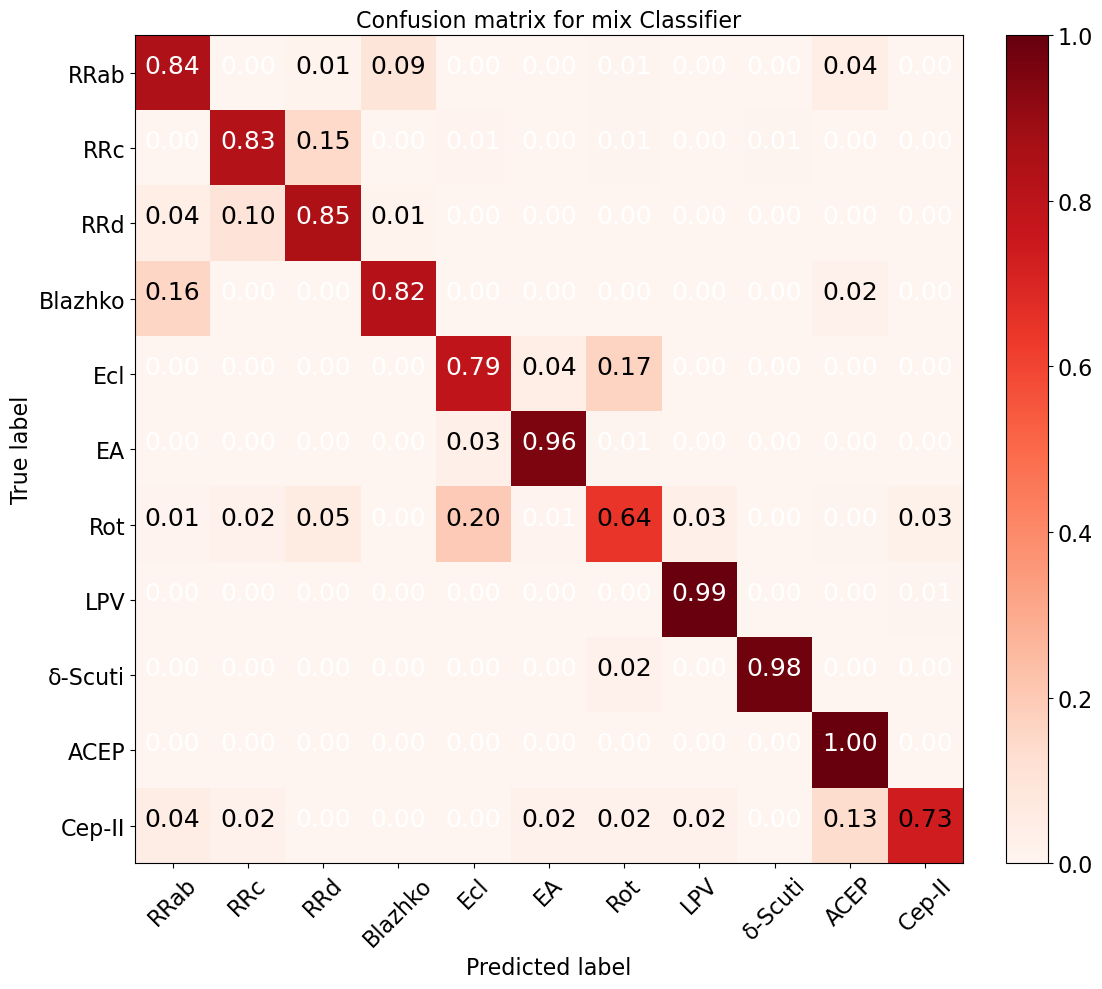 Confusion matrix for mix Classifier
RRab 0.84 0.00 0.01 0.09 0.00 0.00 0.01 0.00 0.00 0.04 0.00
RRc 0.00 0.83 0.15 0.00 0.01 0.00 0.01 0.00 0.01 0.00 0.00
RRd 0.04 0.10 0.85 0.01 0.00 0.00 0.00 0.00 0.00 0.00 0.00
Blazhko 0.16 0.00 0.00 0.82 0.00 0.00 0.00 0.00 0.00 0.02 0.00
Ecl 0.00 0.00 0.00 0.00 0.79 0.04 0.17 0.00 0.00 0.00 0.00
EA 0.00 0.00 0.00 0.00 0.03 0.96 0.01 0.00 0.00 0.00 0.00
Rot 0.01 0.02 0.05 0.00 0.20 0.01 0.64 0.03 0.00 0.00 0.03
LPV 0.00 0.00 0.00 0.00 0.00 0.00 0.00 0.99 0.00 0.00 0.01
δ-Scuti 0.00 0.00 0.00 0.00 0.00 0.00 0.02 0.00 0.98 0.00 0.00
ACEP 0.00 0.00 0.00 0.00 0.00 0.00 0.00 0.00 0.00 1.00 0.00
Cep-II 0.04 0.02 0.00 0.00 0.00 0.02 0.02 0.02 0.00 0.13 0.73
True label
RRab RRc RRd Blazhko Ecl EA Rot LPV δ-Scuti ACEP Cep-II
Predicted label
1.0
0.8
0.6
0.4
0.2
0.0